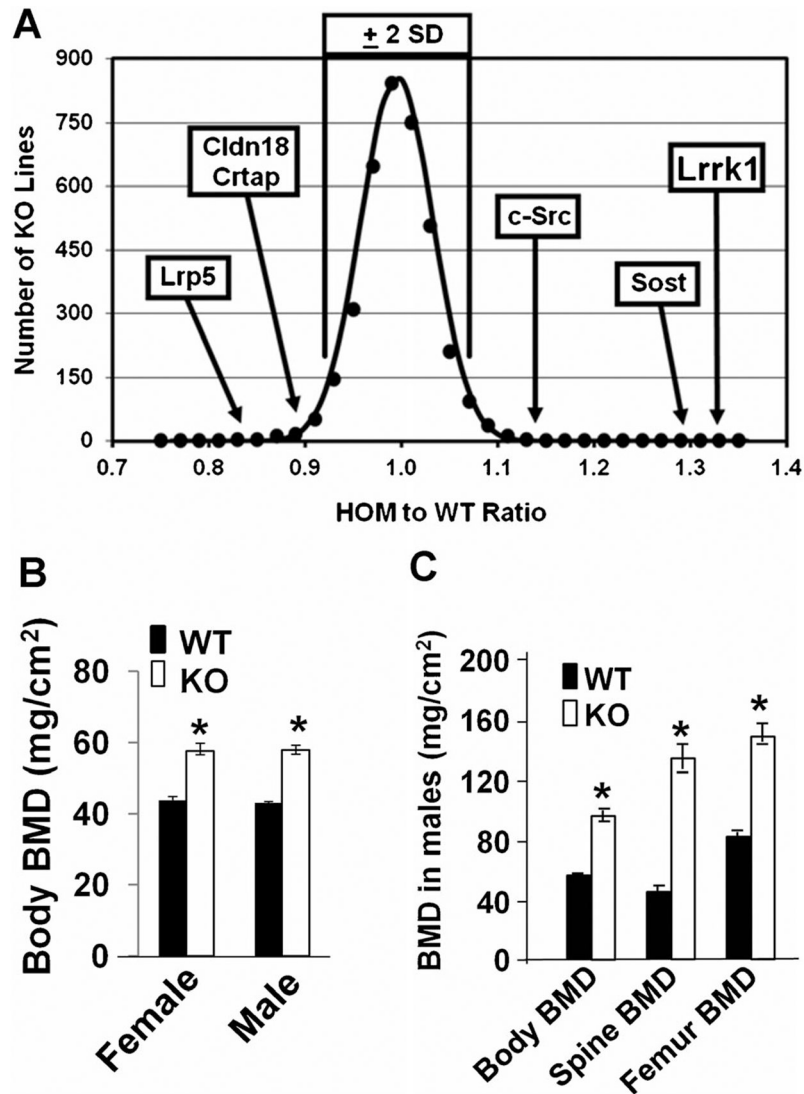 A
± 2 SD
900
750
600
450
300
150
0
Number of KO Lines
Cldn18
Crtap
Lrp5
c-Src
Sost
Lrrk1
0.7 0.8 0.9 1.0 1.1 1.2 1.3 1.4
HOM to WT Ratio
B
WT
KO
Body BMD (mg/cm²)
80
60
40
20
0
* *
Female Male
C
WT
KO
BMD in males (mg/cm²)
200
160
120
80
40
0
* * *
Body BMD
Spine BMD
Femur BMD